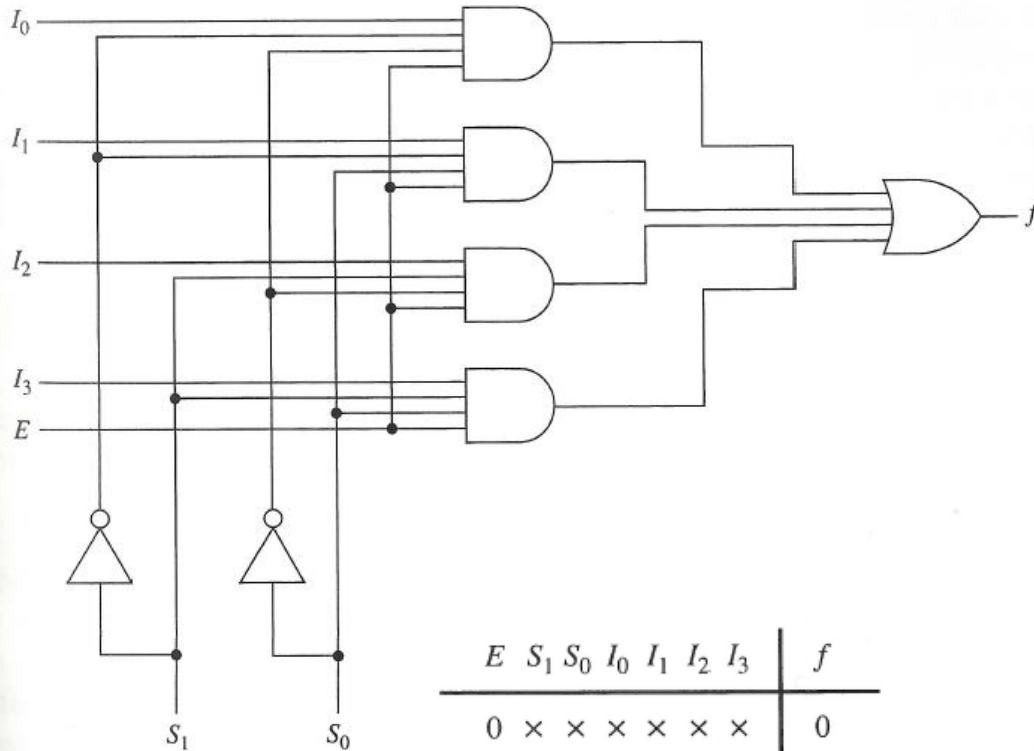 I₀
I₁
f
I₂
I₃
E
E S₁ S₀ I₀ I₁ I₂ I₃ f
0 × × × × × × 0
S₁ S₀